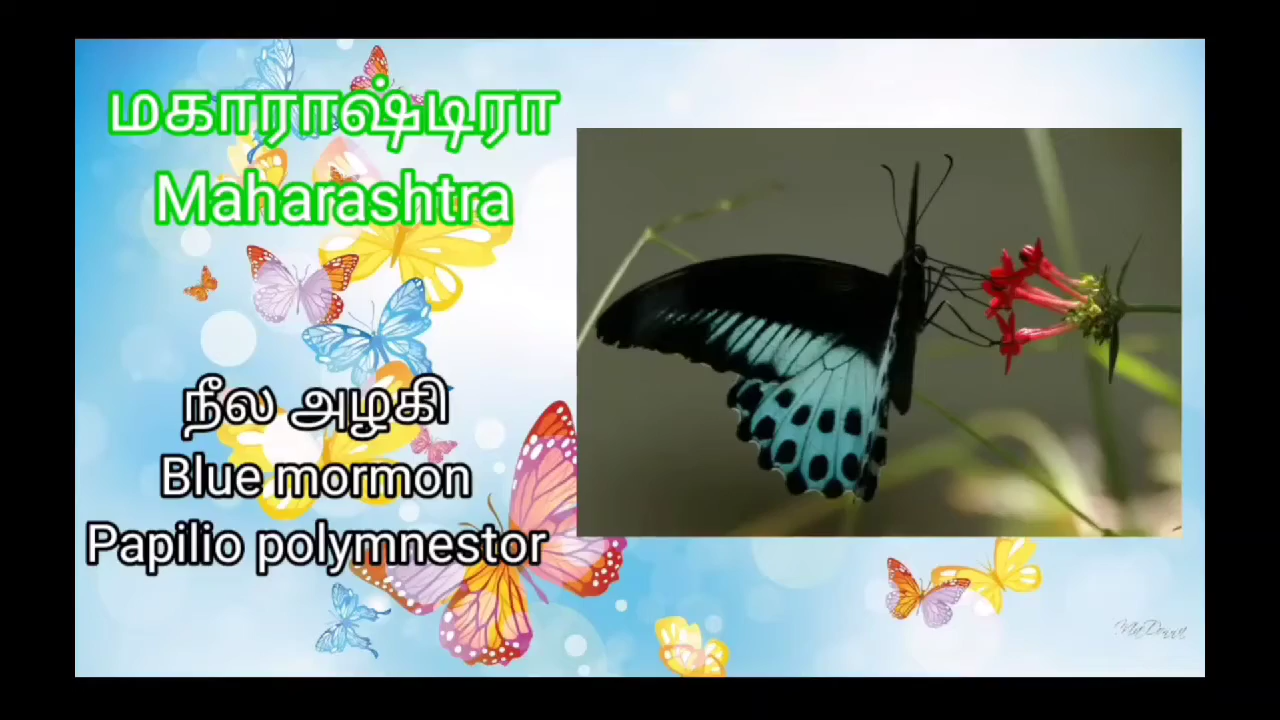 மகாராஷ்டிரா
Maharashtra
நீல அழகி
Blue mormon
Papilio polymnestor